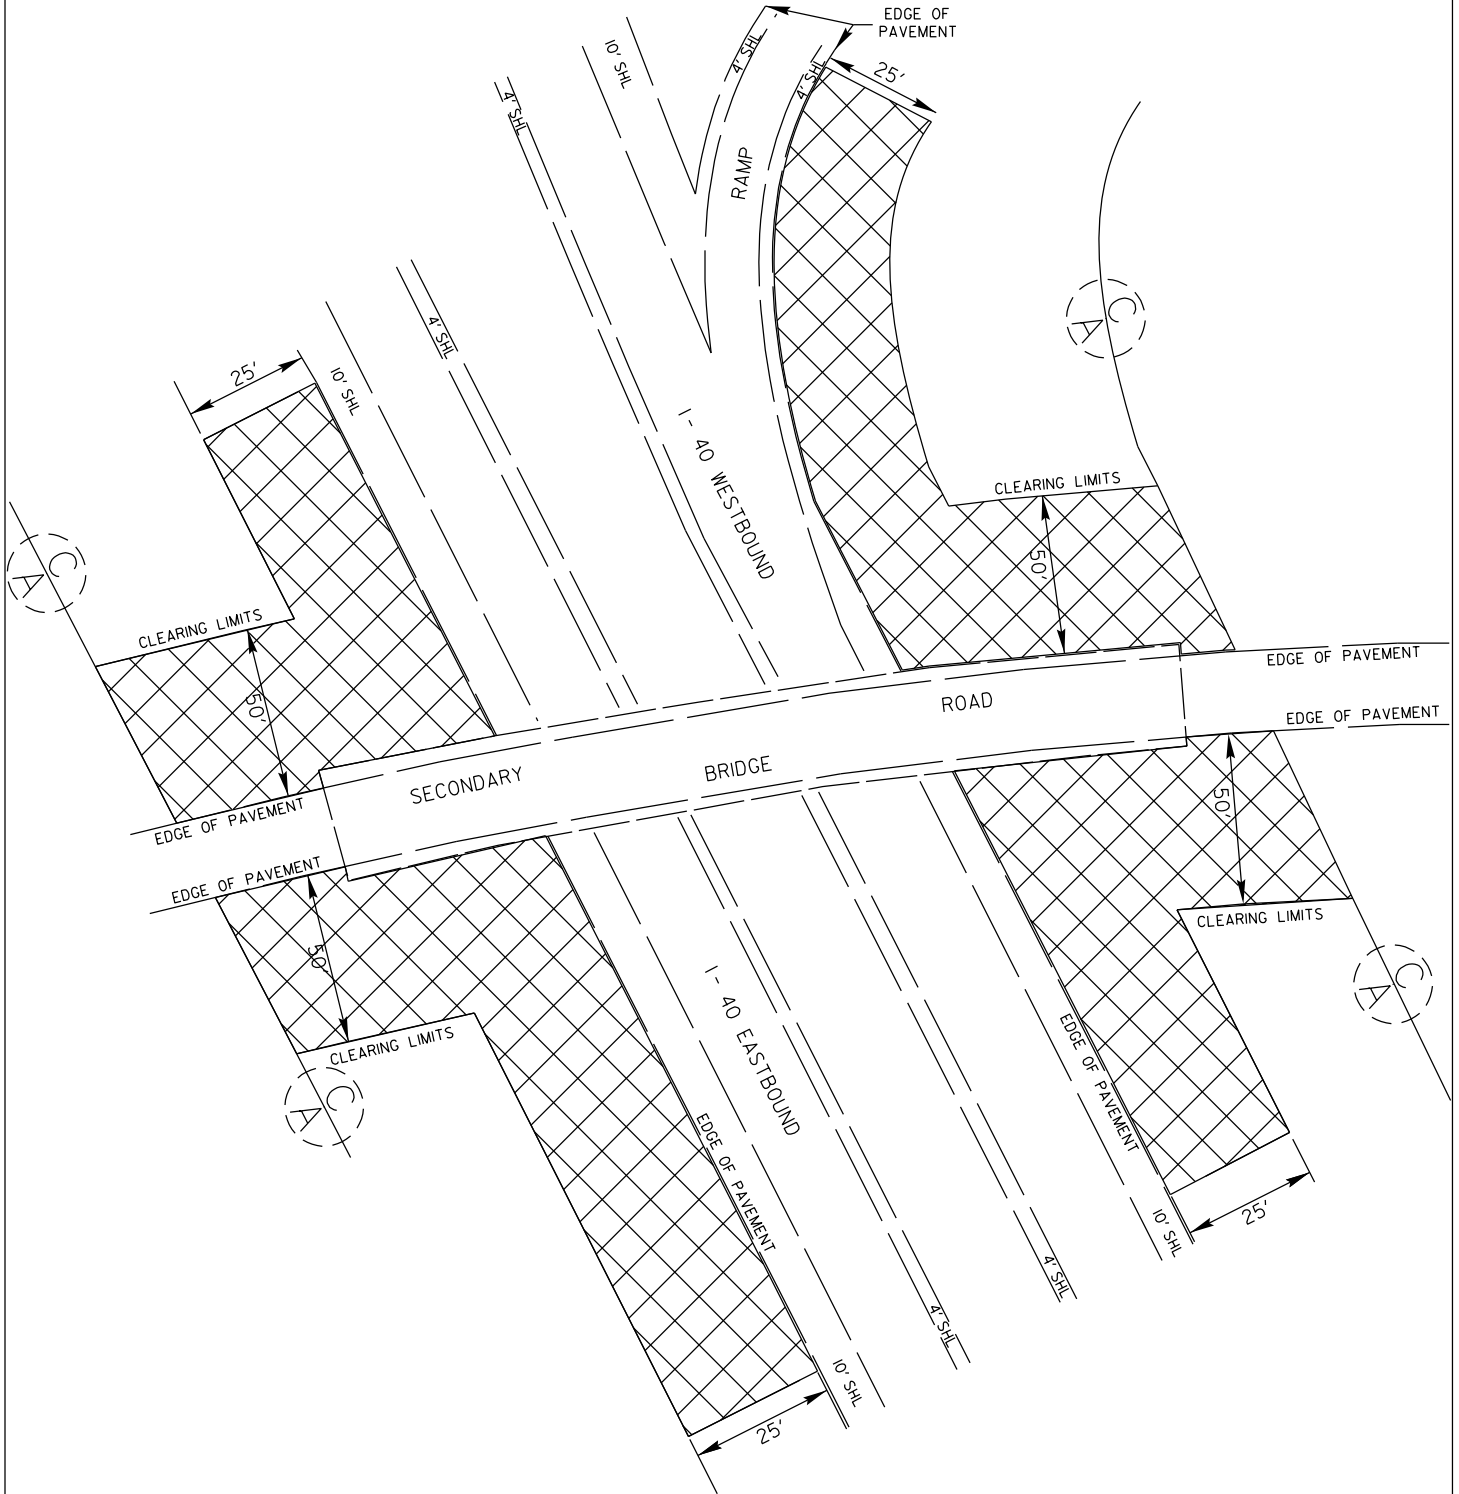 EDGE OF
PAVEMENT
10' SHL
4' SHL
4' SHL
25'
4' SHL
RAMP
C
A
4' SHL
25'
10' SHL
I- 40 WESTBOUND
CLEARING LIMITS
50'
C
A
CLEARING LIMITS
50'
EDGE OF PAVEMENT
ROAD
EDGE OF PAVEMENT
BRIDGE
SECONDARY
EDGE OF PAVEMENT
50'
EDGE OF PAVEMENT
CLEARING LIMITS
50'
C
A
I- 40 EASTBOUND
EDGE OF PAVEMENT
CLEARING LIMITS
C
A
EDGE OF PAVEMENT
10' SHL
25'
4' SHL
4' SHL
10' SHL
25'